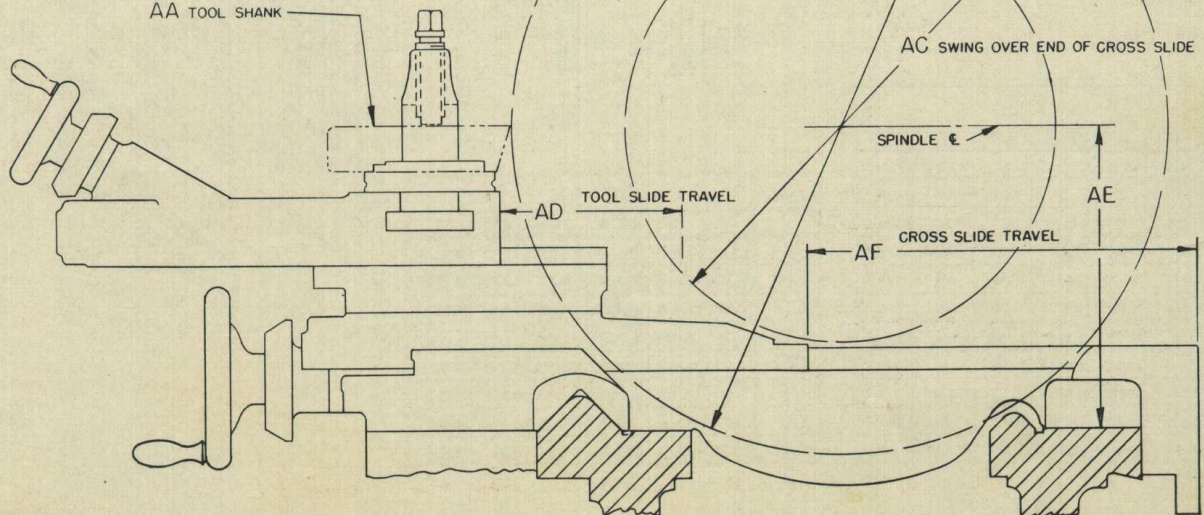 AA TOOL SHANK
AC SWING OVER END OF CROSS SLIDE
SPINDLE ℄
AD TOOL SLIDE TRAVEL
AE
AF CROSS SLIDE TRAVEL